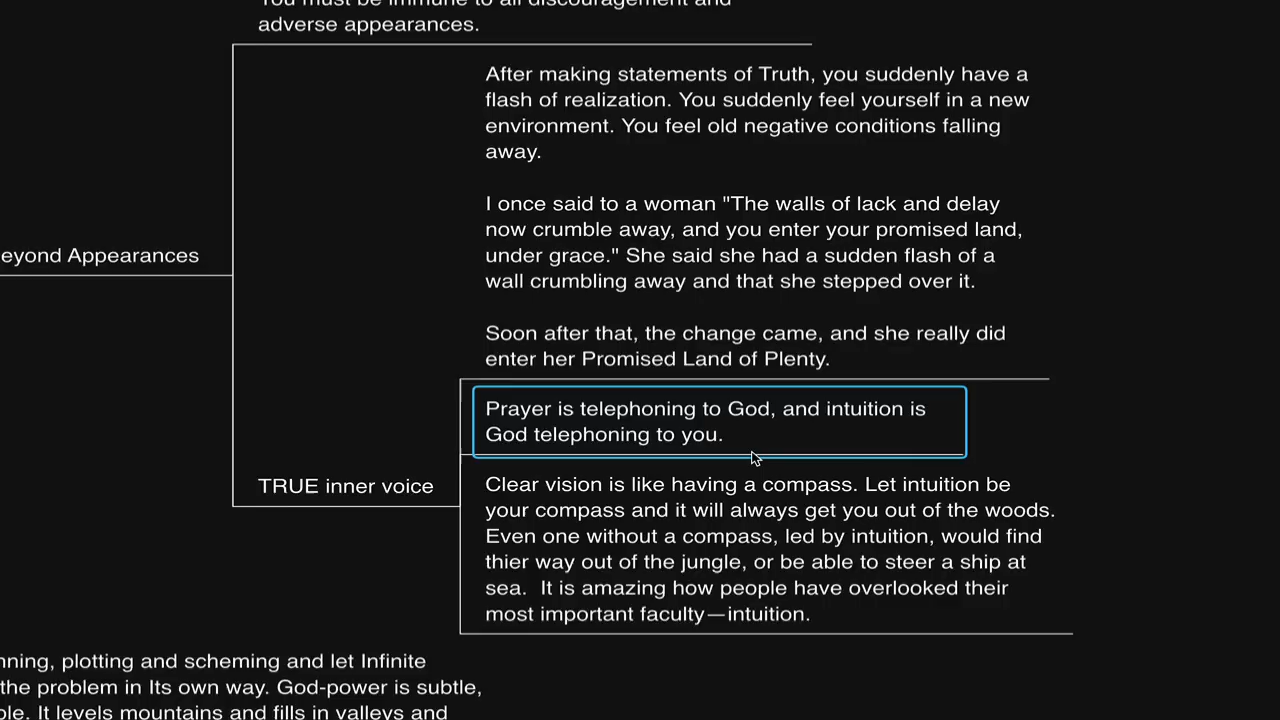 adverse appearances.
After making statements of Truth, you suddenly have a
flash of realization. You suddenly feel yourself in a new
environment. You feel old negative conditions falling
away.
I once said to a woman "The walls of lack and delay
now crumble away, and you enter your promised land,
under grace." She said she had a sudden flash of a
wall crumbling away and that she stepped over it.
Soon after that, the change came, and she really did
enter her Promised Land of Plenty.
eyond Appearances
Prayer is telephoning to God, and intuition is
God telephoning to you.
TRUE inner voice
Clear vision is like having a compass. Let intuition be
your compass and it will always get you out of the woods.
Even one without a compass, led by intuition, would find
thier way out of the jungle, or be able to steer a ship at
sea.  It is amazing how people have overlooked their
most important faculty—intuition.
nning, plotting and scheming and let Infinite
the problem in Its own way. God-power is subtle,
ble. It levels mountains and fills in valleys and